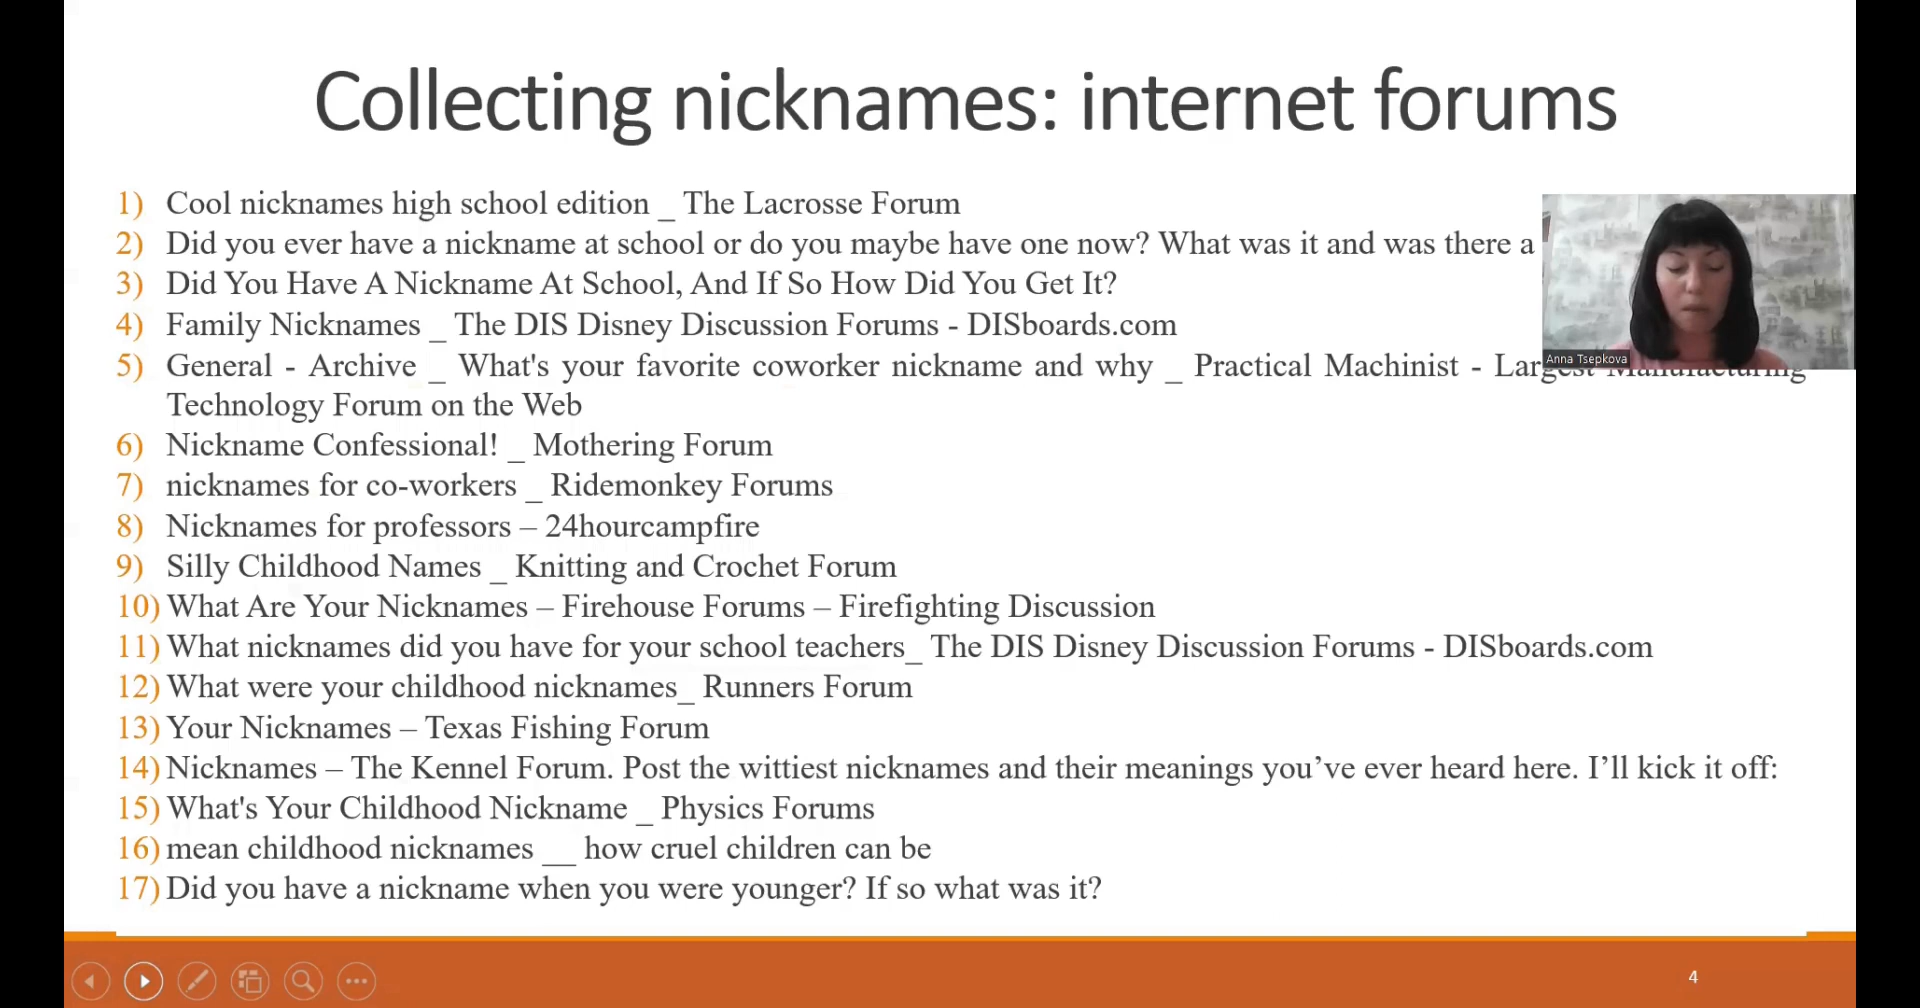 Collecting nicknames: internet forums
1) Cool nicknames high school edition _ The Lacrosse Forum
2) Did you ever have a nickname at school or do you maybe have one now? What was it and was there a
3) Did You Have A Nickname At School, And If So How Did You Get It?
4) Family Nicknames _ The DIS Disney Discussion Forums - DISboards.com
5) General - Archive _ What's your favorite coworker nickname and why _ Practical Machinist - Largest Manufacturing
Technology Forum on the Web
6) Nickname Confessional! _ Mothering Forum
7) nicknames for co-workers _ Ridemonkey Forums
8) Nicknames for professors – 24hourcampfire
9) Silly Childhood Names _ Knitting and Crochet Forum
10) What Are Your Nicknames – Firehouse Forums – Firefighting Discussion
11) What nicknames did you have for your school teachers_ The DIS Disney Discussion Forums - DISboards.com
12) What were your childhood nicknames_ Runners Forum
13) Your Nicknames – Texas Fishing Forum
14) Nicknames – The Kennel Forum. Post the wittiest nicknames and their meanings you’ve ever heard here. I’ll kick it off:
15) What's Your Childhood Nickname _ Physics Forums
16) mean childhood nicknames __ how cruel children can be
17) Did you have a nickname when you were younger? If so what was it?
Anna Tsepkova
4